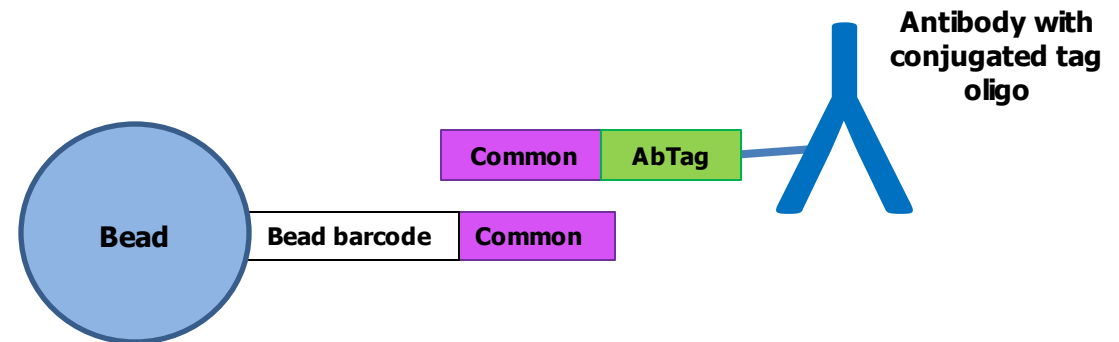 Antibody with
conjugated tag
oligo
Common AbTag
Bead Bead barcode Common